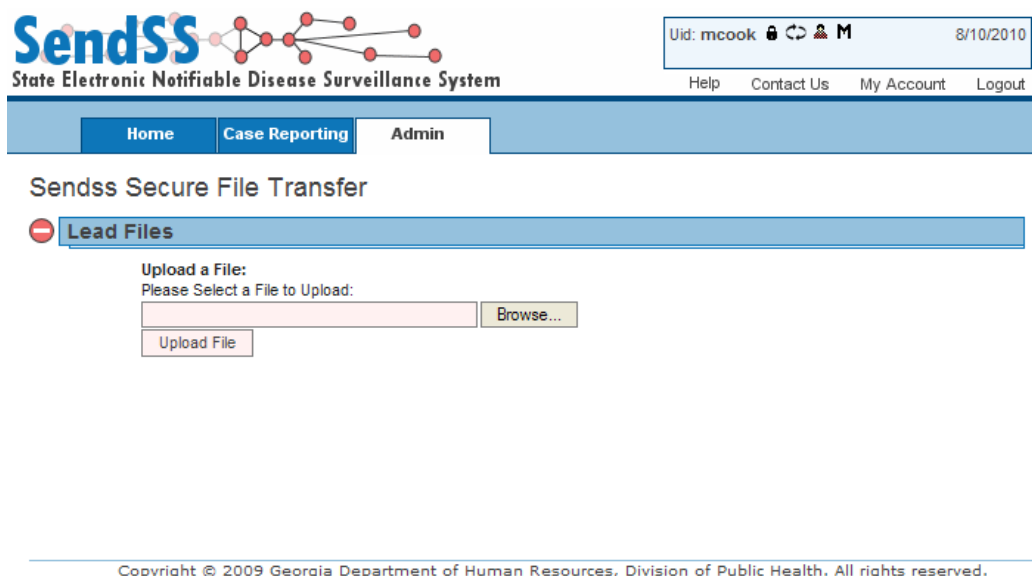 SendSS
State Electronic Notifiable Disease Surveillance System
Uid: mcook M 8/10/2010
Help Contact Us My Account Logout
Home Case Reporting Admin
Sendss Secure File Transfer
Lead Files
Upload a File:
Please Select a File to Upload:
Browse...
Upload File
Copyright © 2009 Georgia Department of Human Resources, Division of Public Health. All rights reserved.